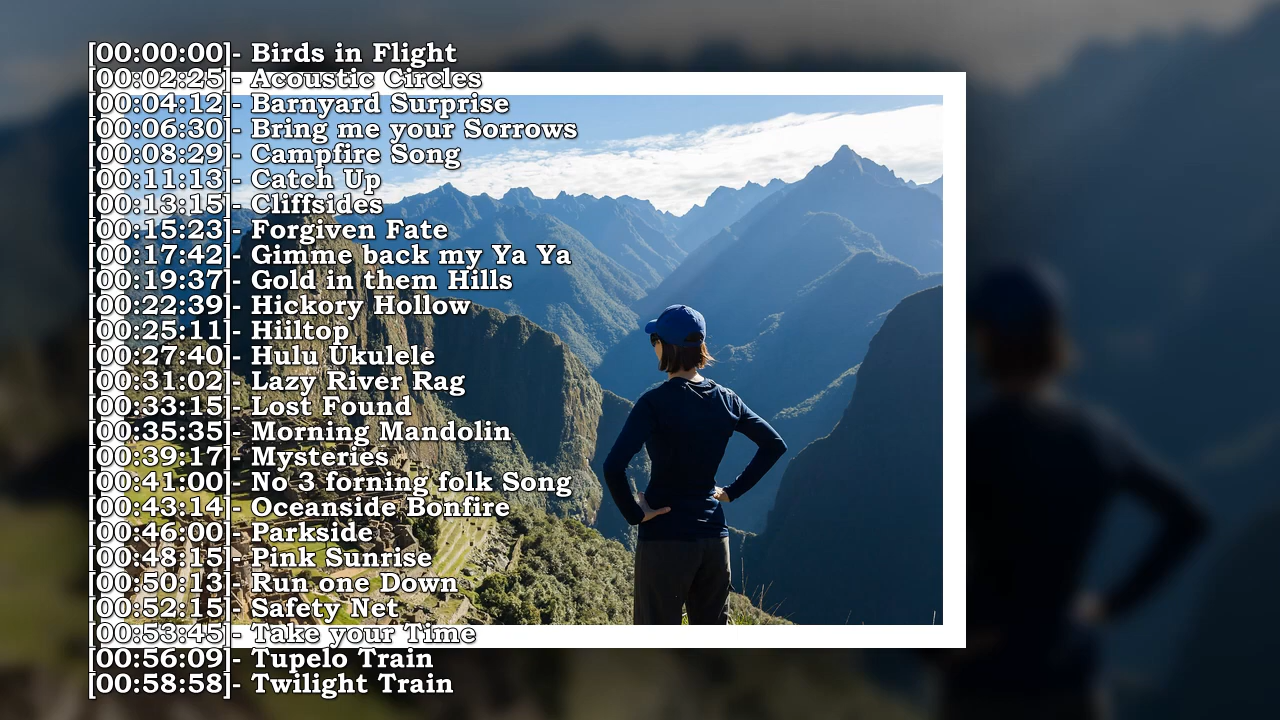 [00:00:00]- Birds in Flight
[00:02:25]- Acoustic Circles
[00:04:12]- Barnyard Surprise
[00:06:30]- Bring me your Sorrows
[00:08:29]- Campfire Song
[00:11:13]- Catch Up
[00:13:15]- Cliffsides
[00:15:23]- Forgiven Fate
[00:17:42]- Gimme back my Ya Ya
[00:19:37]- Gold in them Hills
[00:22:39]- Hickory Hollow
[00:25:11]- Hiiltop
[00:27:40]- Hulu Ukulele
[00:31:02]- Lazy River Rag
[00:33:15]- Lost Found
[00:35:35]- Morning Mandolin
[00:39:17]- Mysteries
[00:41:00]- No 3 forning folk Song
[00:43:14]- Oceanside Bonfire
[00:46:00]- Parkside
[00:48:15]- Pink Sunrise
[00:50:13]- Run one Down
[00:52:15]- Safety Net
[00:53:45]- Take your Time
[00:56:09]- Tupelo Train
[00:58:58]- Twilight Train